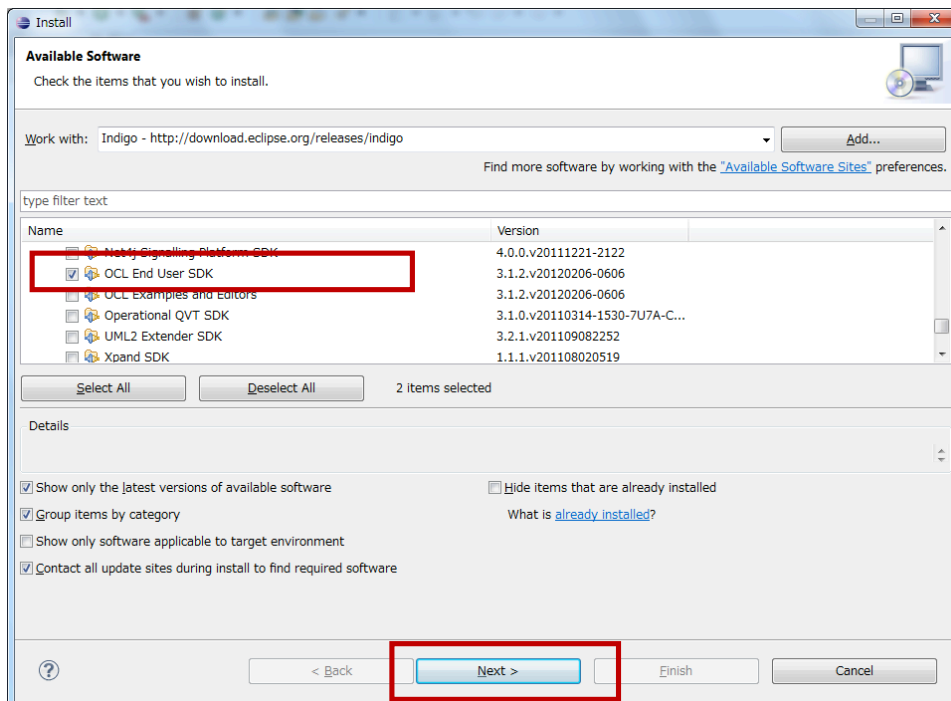 Install
Available Software
Check the items that you wish to install.
Work with: Indigo - http://download.eclipse.org/releases/indigo Add...
Find more software by working with the "Available Software Sites" preferences.
type filter text
Name Version
Net4j Signalling Platform SDK 4.0.0.v20111221-2122
OCL End User SDK 3.1.2.v20120206-0606
OCL Examples and Editors 3.1.2.v20120206-0606
Operational QVT SDK 3.1.0.v20110314-1530-7U7A-C...
UML2 Extender SDK 3.2.1.v201109082252
Xpand SDK 1.1.1.v201108020519
Select All Deselect All 2 items selected
Details
Show only the latest versions of available software Hide items that are already installed
Group items by category What is already installed?
Show only software applicable to target environment
Contact all update sites during install to find required software
? < Back Next > Finish Cancel